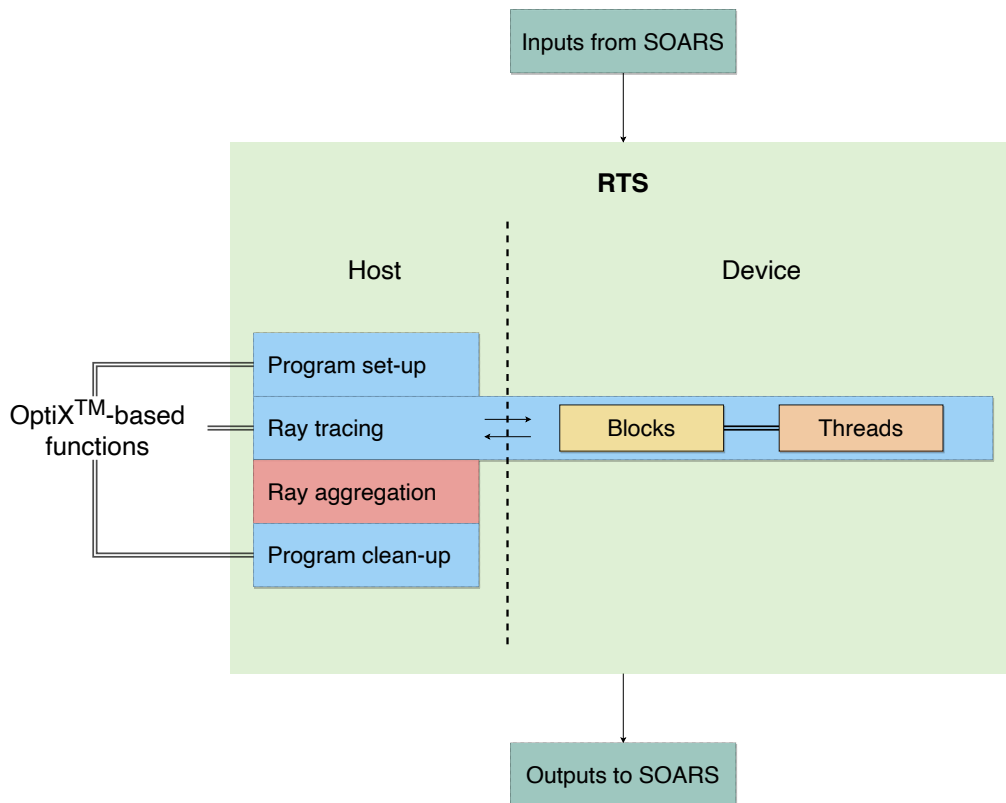 Inputs from SOARS
RTS
Host
Device
Program set-up
OptiX™-based
functions
Ray tracing
Blocks
Threads
Ray aggregation
Program clean-up
Outputs to SOARS